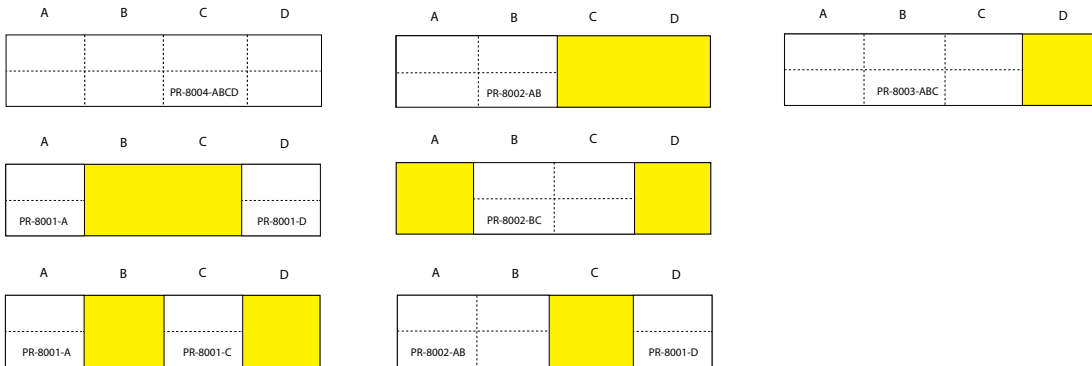 A B C D
PR-8004-ABCD
A B C D
PR-8002-AB
A B C D
PR-8003-ABC
A B C D
PR-8001-A PR-8001-D
A B C D
PR-8002-BC
A B C D
PR-8001-A PR-8001-C
A B C D
PR-8002-AB PR-8001-D